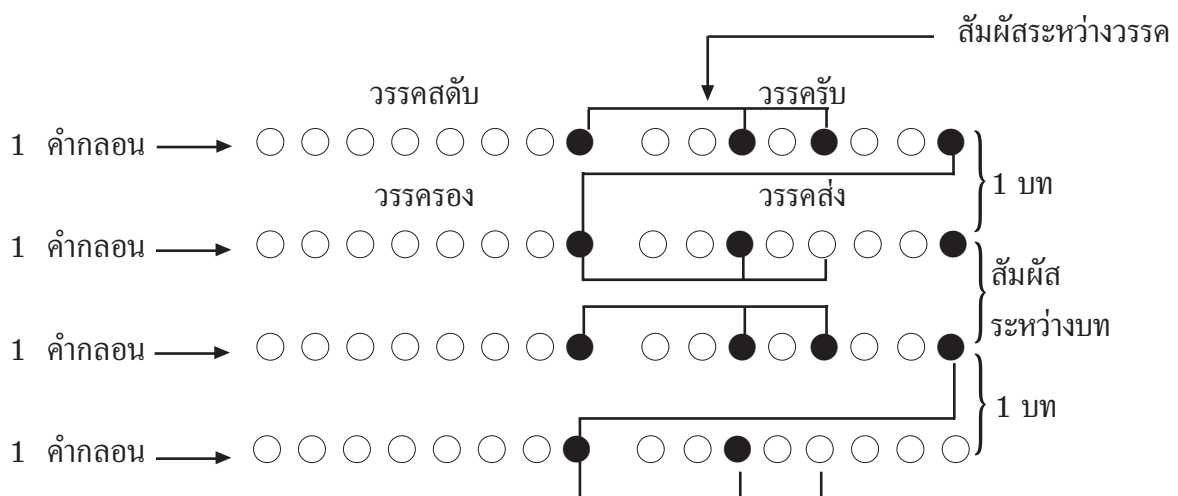 สัมผัสระหว่างวรรค
วรรคสดับ วรรครับ
1 คำกลอน
1 บท
วรรครอง วรรคส่ง
1 คำกลอน
สัมผัส
ระหว่างบท
1 คำกลอน
1 บท
1 คำกลอน